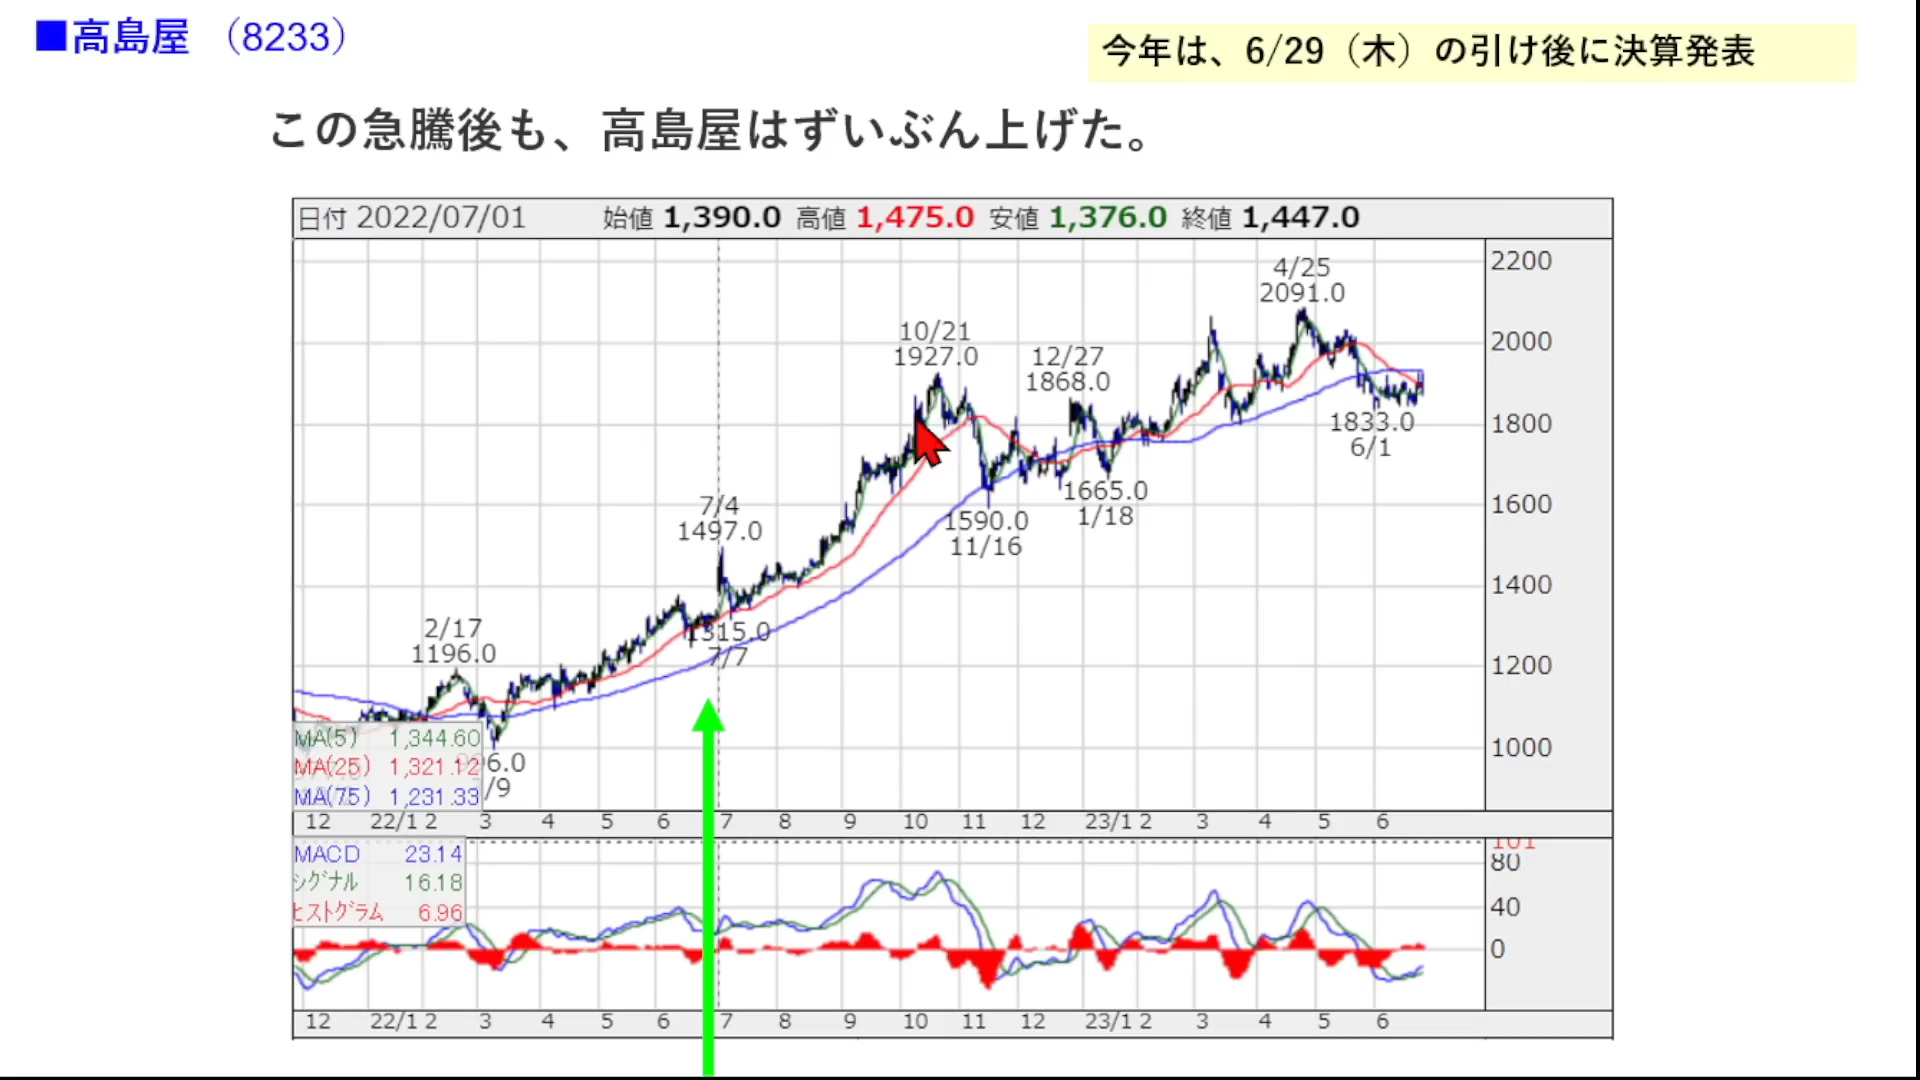 ■高島屋 （8233）
今年は、6/29（木）の引け後に決算発表
この急騰後も、高島屋はずいぶん上げた。
日付 2022/07/01 始値 1,390.0 高値 1,475.0 安値 1,376.0 終値 1,447.0
2200
4/25
2091.0
10/21
1927.0
2000
12/27
1868.0
1800
1833.0
6/1
1665.0
1/18
7/4
1497.0
1600
1590.0
11/16
1400
2/17
1196.0
1315.0
7/7
1200
MA(5) 1,344.60
1000
MA(25) 1,321.12
6.0
MA(75) 1,231.33
/9
12 22/1 2 3 4 5 6 7 8 9 10 11 12 23/1 2 3 4 5 6
101
MACD 23.14
80
シグナル 16.18
ヒストグラム 6.96
40
0
12 22/1 2 3 4 5 6 7 8 9 10 11 12 23/1 2 3 4 5 6